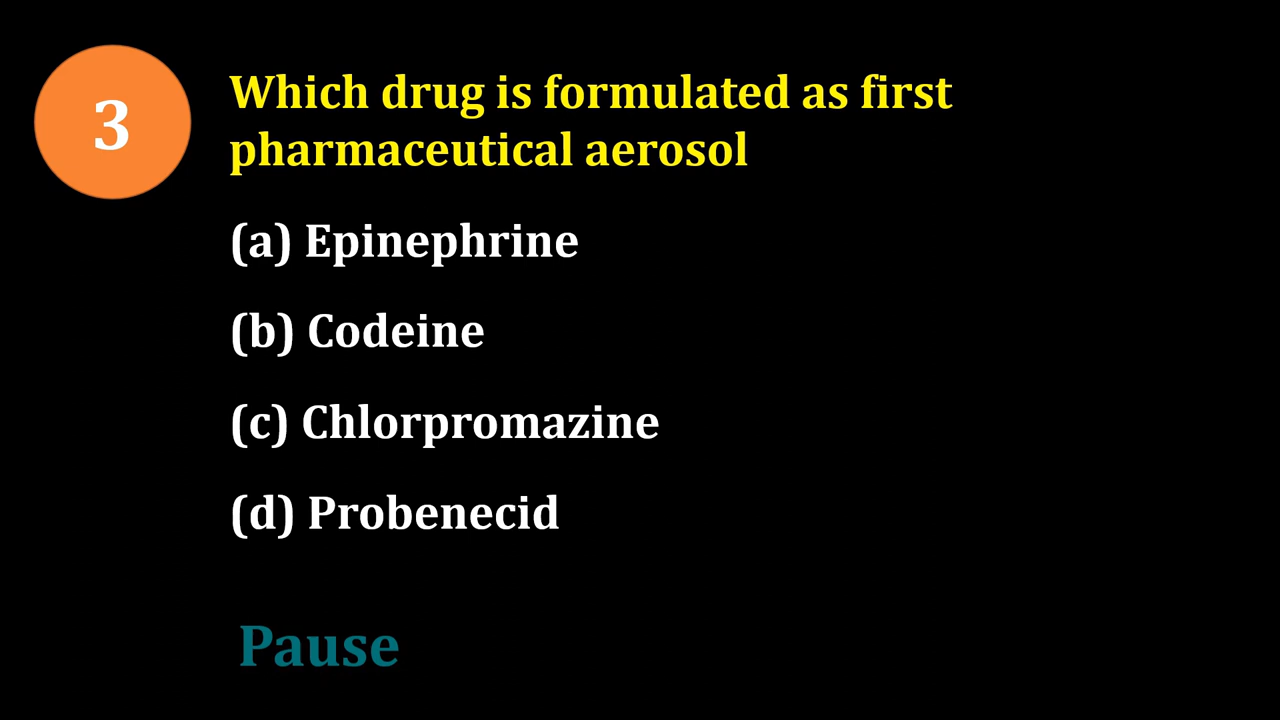 3
Which drug is formulated as first
pharmaceutical aerosol
(a) Epinephrine
(b) Codeine
(c) Chlorpromazine
(d) Probenecid
Pause